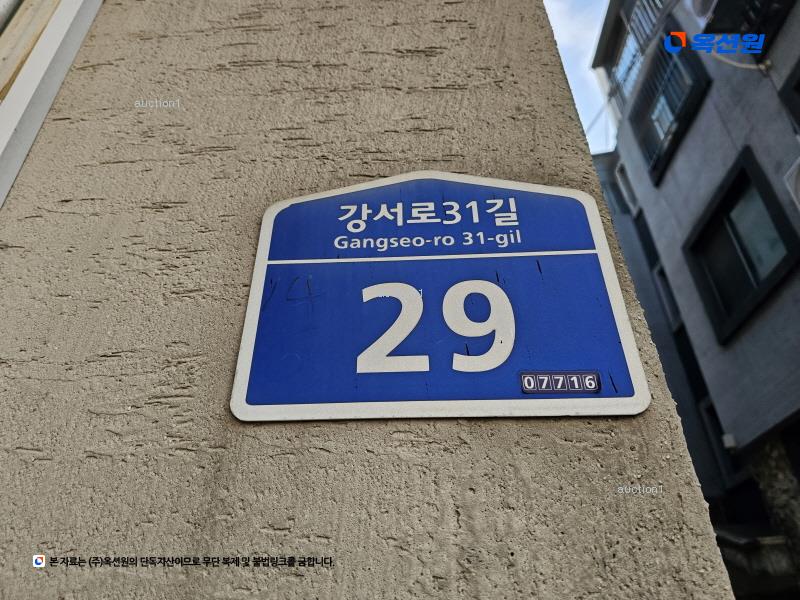 옥션원
auction1
강서로31길
Gangseo-ro 31-gil
29
07716
auction1
본 자료는 (주)옥션원의 단독자산이므로 무단 복제 및 불법링크를 금합니다.